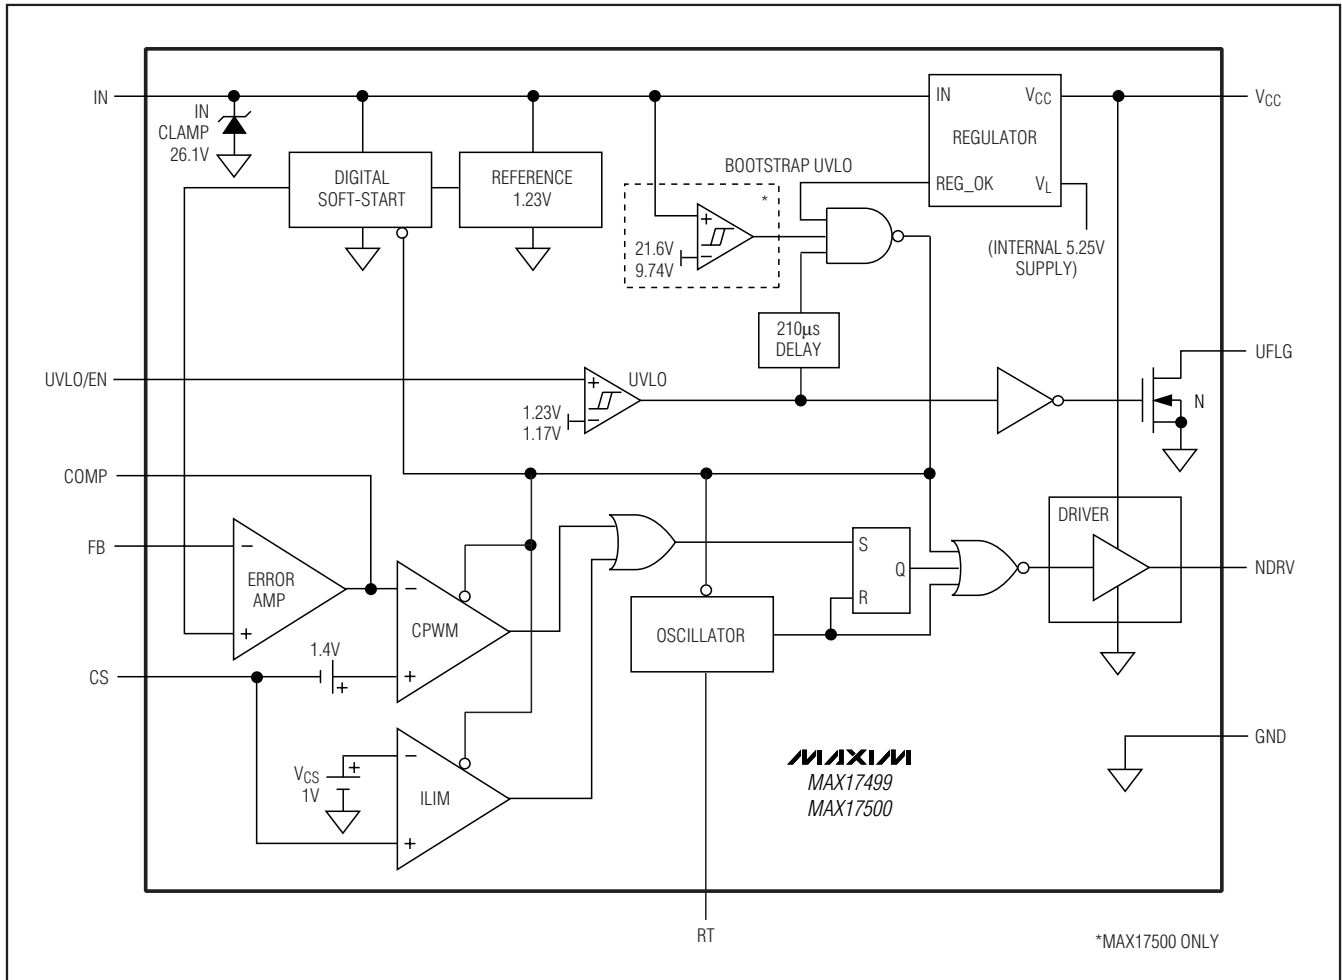 IN
IN
CLAMP
26.1V
DIGITAL
SOFT-START
REFERENCE
1.23V
BOOTSTRAP UVLO
*
21.6V
9.74V
+
−
IN
VCC
REGULATOR
REG_OK
VL
VCC
(INTERNAL 5.25V
SUPPLY)
210µs
DELAY
UVLO/EN
+
UVLO
1.23V
1.17V
−
UFLG
N
COMP
FB
−
ERROR
AMP
+
−
CPWM
+
1.4V
+
CS
S
Q
R
OSCILLATOR
DRIVER
NDRV
VCS
1V
+
−
ILIM
+
MAXIM
MAX17499
MAX17500
GND
RT
*MAX17500 ONLY